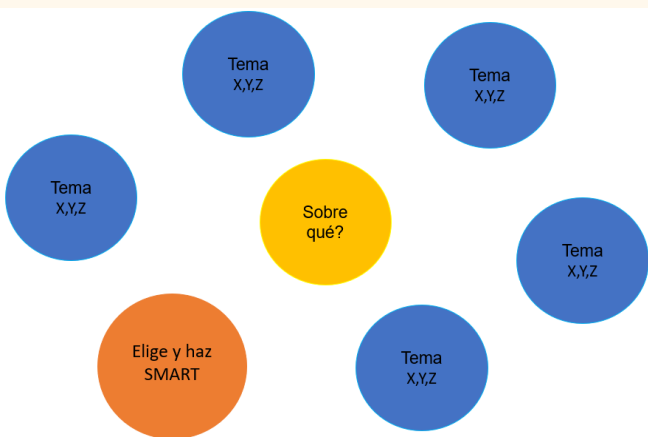 Tema
X,Y,Z
Tema
X,Y,Z
Tema
X,Y,Z
Sobre
qué?
Tema
X,Y,Z
Elige y haz
SMART
Tema
X,Y,Z